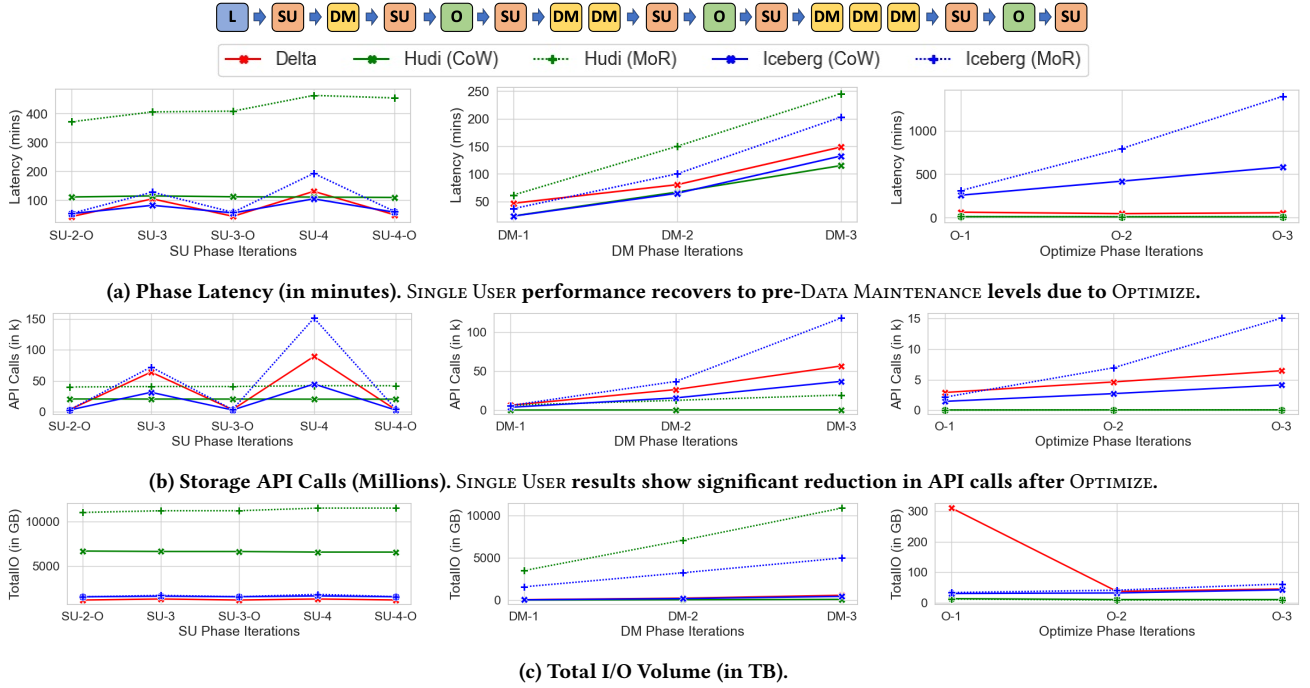 L SU DM SU O SU DM DM SU O SU DM DM DM SU O SU
Delta Hudi (CoW) Hudi (MoR) Iceberg (CoW) Iceberg (MoR)
Latency (mins)
400
300
200
100
SU-2-O SU-3 SU-3-O SU-4 SU-4-O
SU Phase Iterations
Latency (mins)
250
200
150
100
50
DM-1 DM-2 DM-3
DM Phase Iterations
Latency (mins)
1000
500
0
O-1 O-2 O-3
Optimize Phase Iterations
(a) Phase Latency (in minutes). Single User performance recovers to pre-Data Maintenance levels due to Optimize.
API Calls (in k)
150
100
50
0
SU-2-O SU-3 SU-3-O SU-4 SU-4-O
SU Phase Iterations
API Calls (in k)
100
50
0
DM-1 DM-2 DM-3
DM Phase Iterations
API Calls (in k)
15
10
5
0
O-1 O-2 O-3
Optimize Phase Iterations
(b) Storage API Calls (Millions). Single User results show significant reduction in API calls after Optimize.
TotalIO (in GB)
10000
5000
SU-2-O SU-3 SU-3-O SU-4 SU-4-O
SU Phase Iterations
TotalIO (in GB)
10000
5000
0
DM-1 DM-2 DM-3
DM Phase Iterations
TotalIO (in GB)
300
200
100
0
O-1 O-2 O-3
Optimize Phase Iterations
(c) Total I/O Volume (in TB).